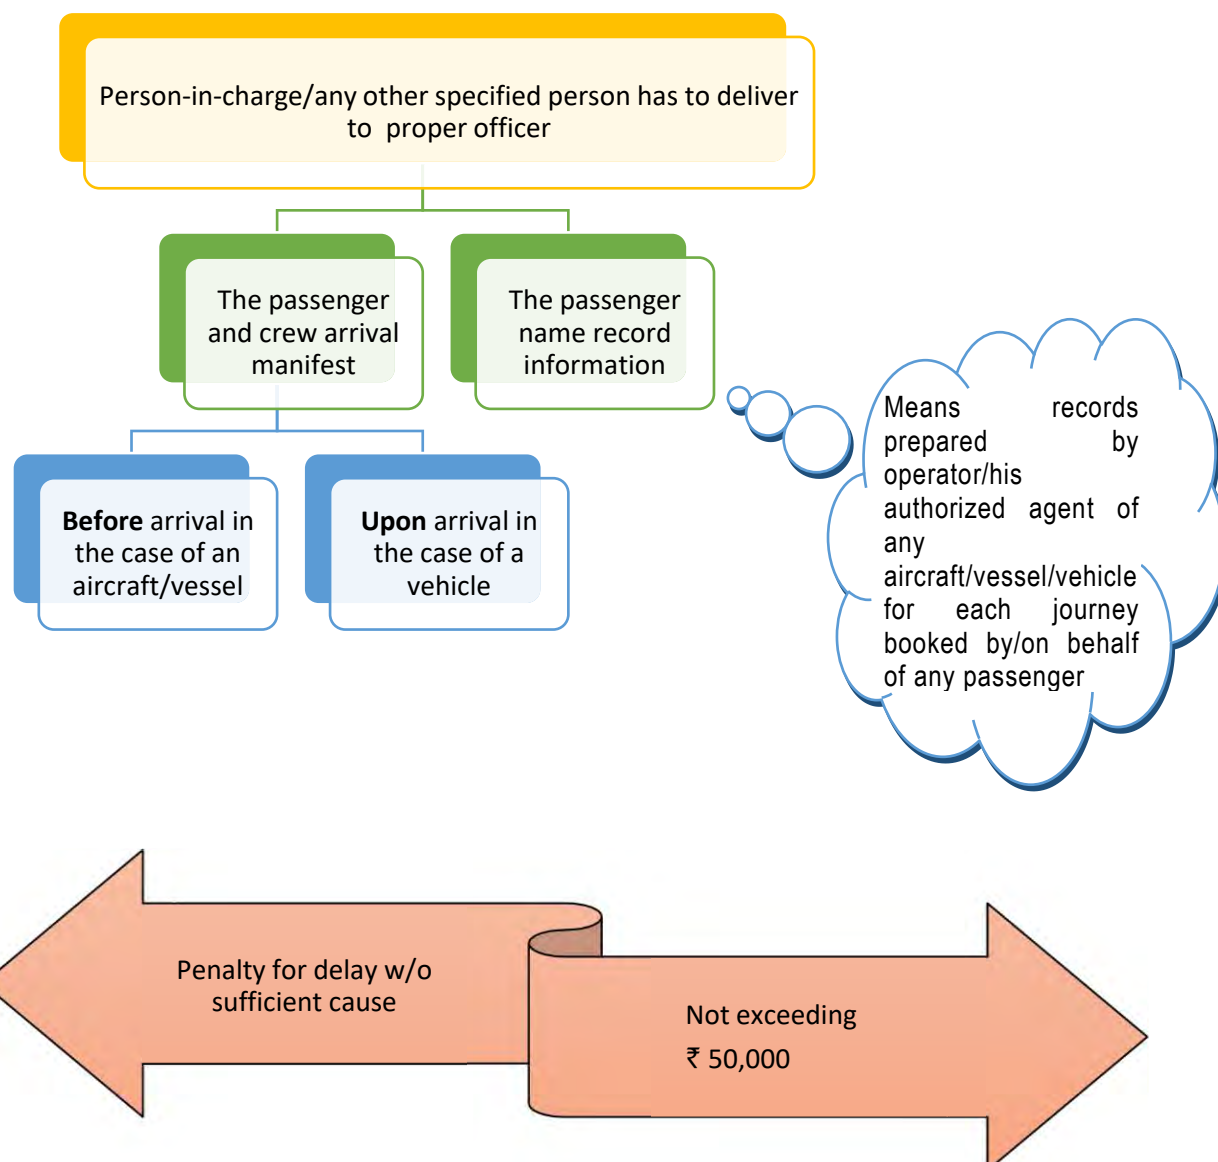 Person-in-charge/any other specified person has to deliver
to proper officer
The passenger
and crew arrival
manifest
The passenger
name record
information
Before arrival in
the case of an
aircraft/vessel
Upon arrival in
the case of a
vehicle
Means records
prepared by
operator/his
authorized agent of
any
aircraft/vessel/vehicle
for each journey
booked by/on behalf
of any passenger
Penalty for delay w/o
sufficient cause
Not exceeding
₹ 50,000